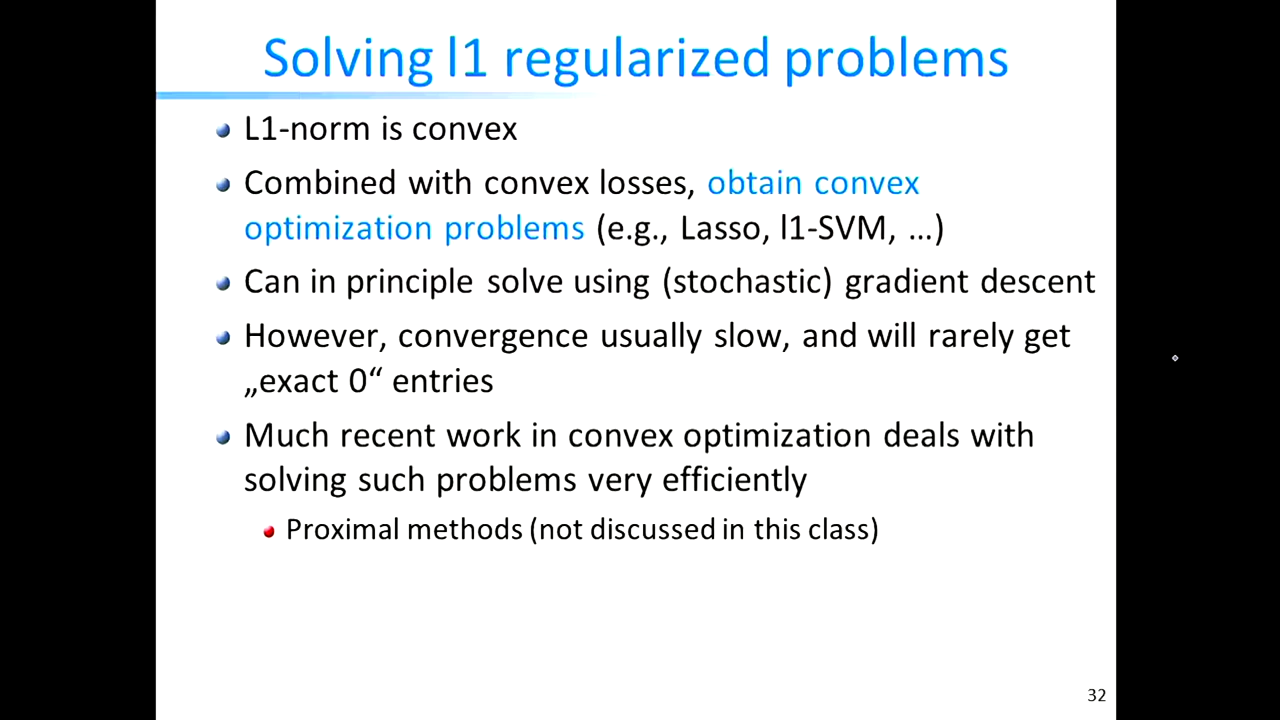 Solving l1 regularized problems
L1-norm is convex
Combined with convex losses, obtain convex
optimization problems (e.g., Lasso, l1-SVM, …)
Can in principle solve using (stochastic) gradient descent
However, convergence usually slow, and will rarely get
„exact 0“ entries
Much recent work in convex optimization deals with
solving such problems very efficiently
Proximal methods (not discussed in this class)
32